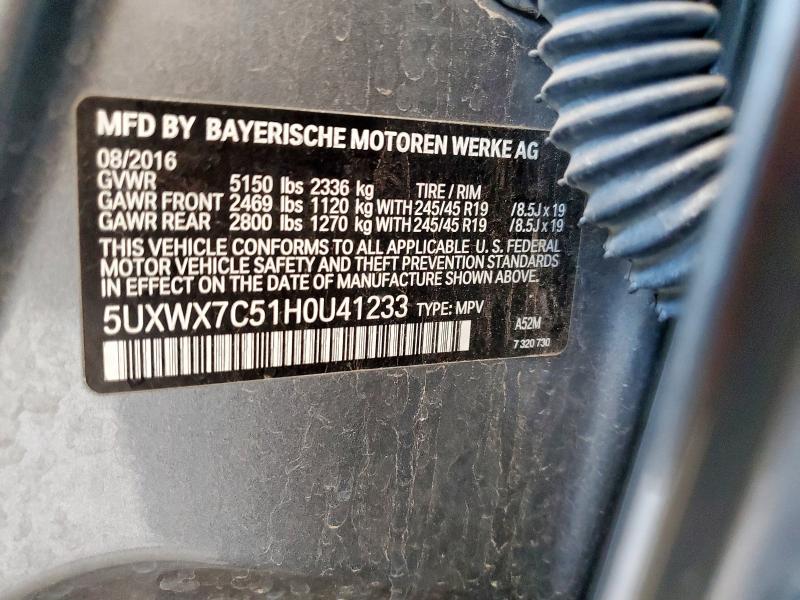 MFD BY BAYERISCHE MOTOREN WERKE AG
08/2016
GVWR 5150 lbs 2336 kg TIRE / RIM
GAWR FRONT 2469 lbs 1120 kg WITH 245/45 R19 /8.5J x 19
GAWR REAR 2800 lbs 1270 kg WITH 245/45 R19 /8.5J x 19
THIS VEHICLE CONFORMS TO ALL APPLICABLE U.S. FEDERAL
MOTOR VEHICLE SAFETY AND THEFT PREVENTION STANDARDS
IN EFFECT ON THE DATE OF MANUFACTURE SHOWN ABOVE.
5UXWX7C51H0U41233 TYPE: MPV
A52M
7 320 730